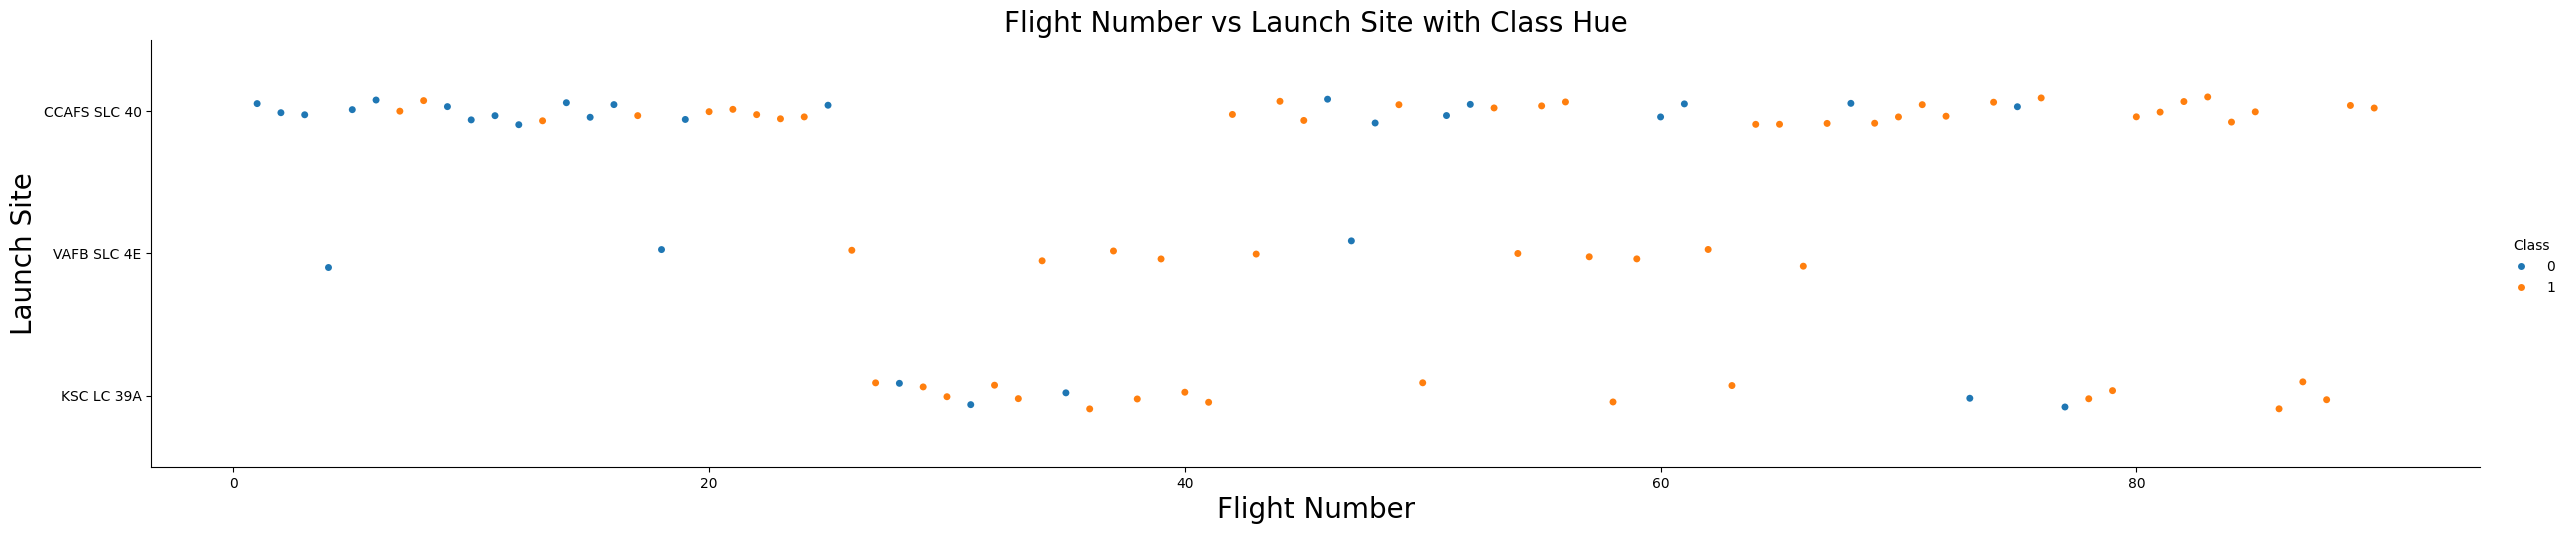 Flight Number vs Launch Site with Class Hue
Launch Site
CCAFS SLC 40
VAFB SLC 4E
KSC LC 39A
0 20 40 60 80
Flight Number
Class
0
1